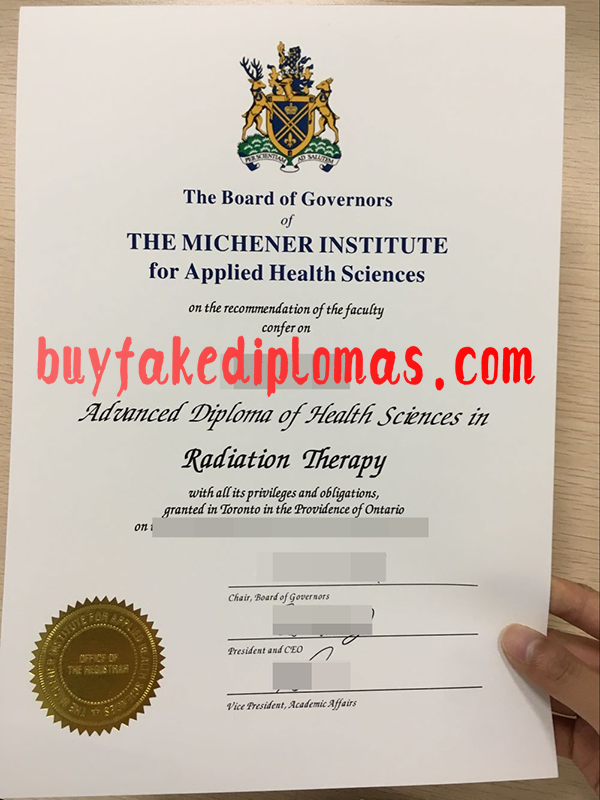 PER SCIENTIAM AD SALUTEM
The Board of Governors
of
THE MICHENER INSTITUTE
for Applied Health Sciences
on the recommendation of the faculty
confer on
buyfakediplomas.com
Advanced Diploma of Health Sciences in
Radiation Therapy
with all its privileges and obligations,
granted in Toronto in the Providence of Ontario
on
Chair, Board of Governors
President and CEO
Vice President, Academic Affairs
OFFICE OF
THE REGISTRAR